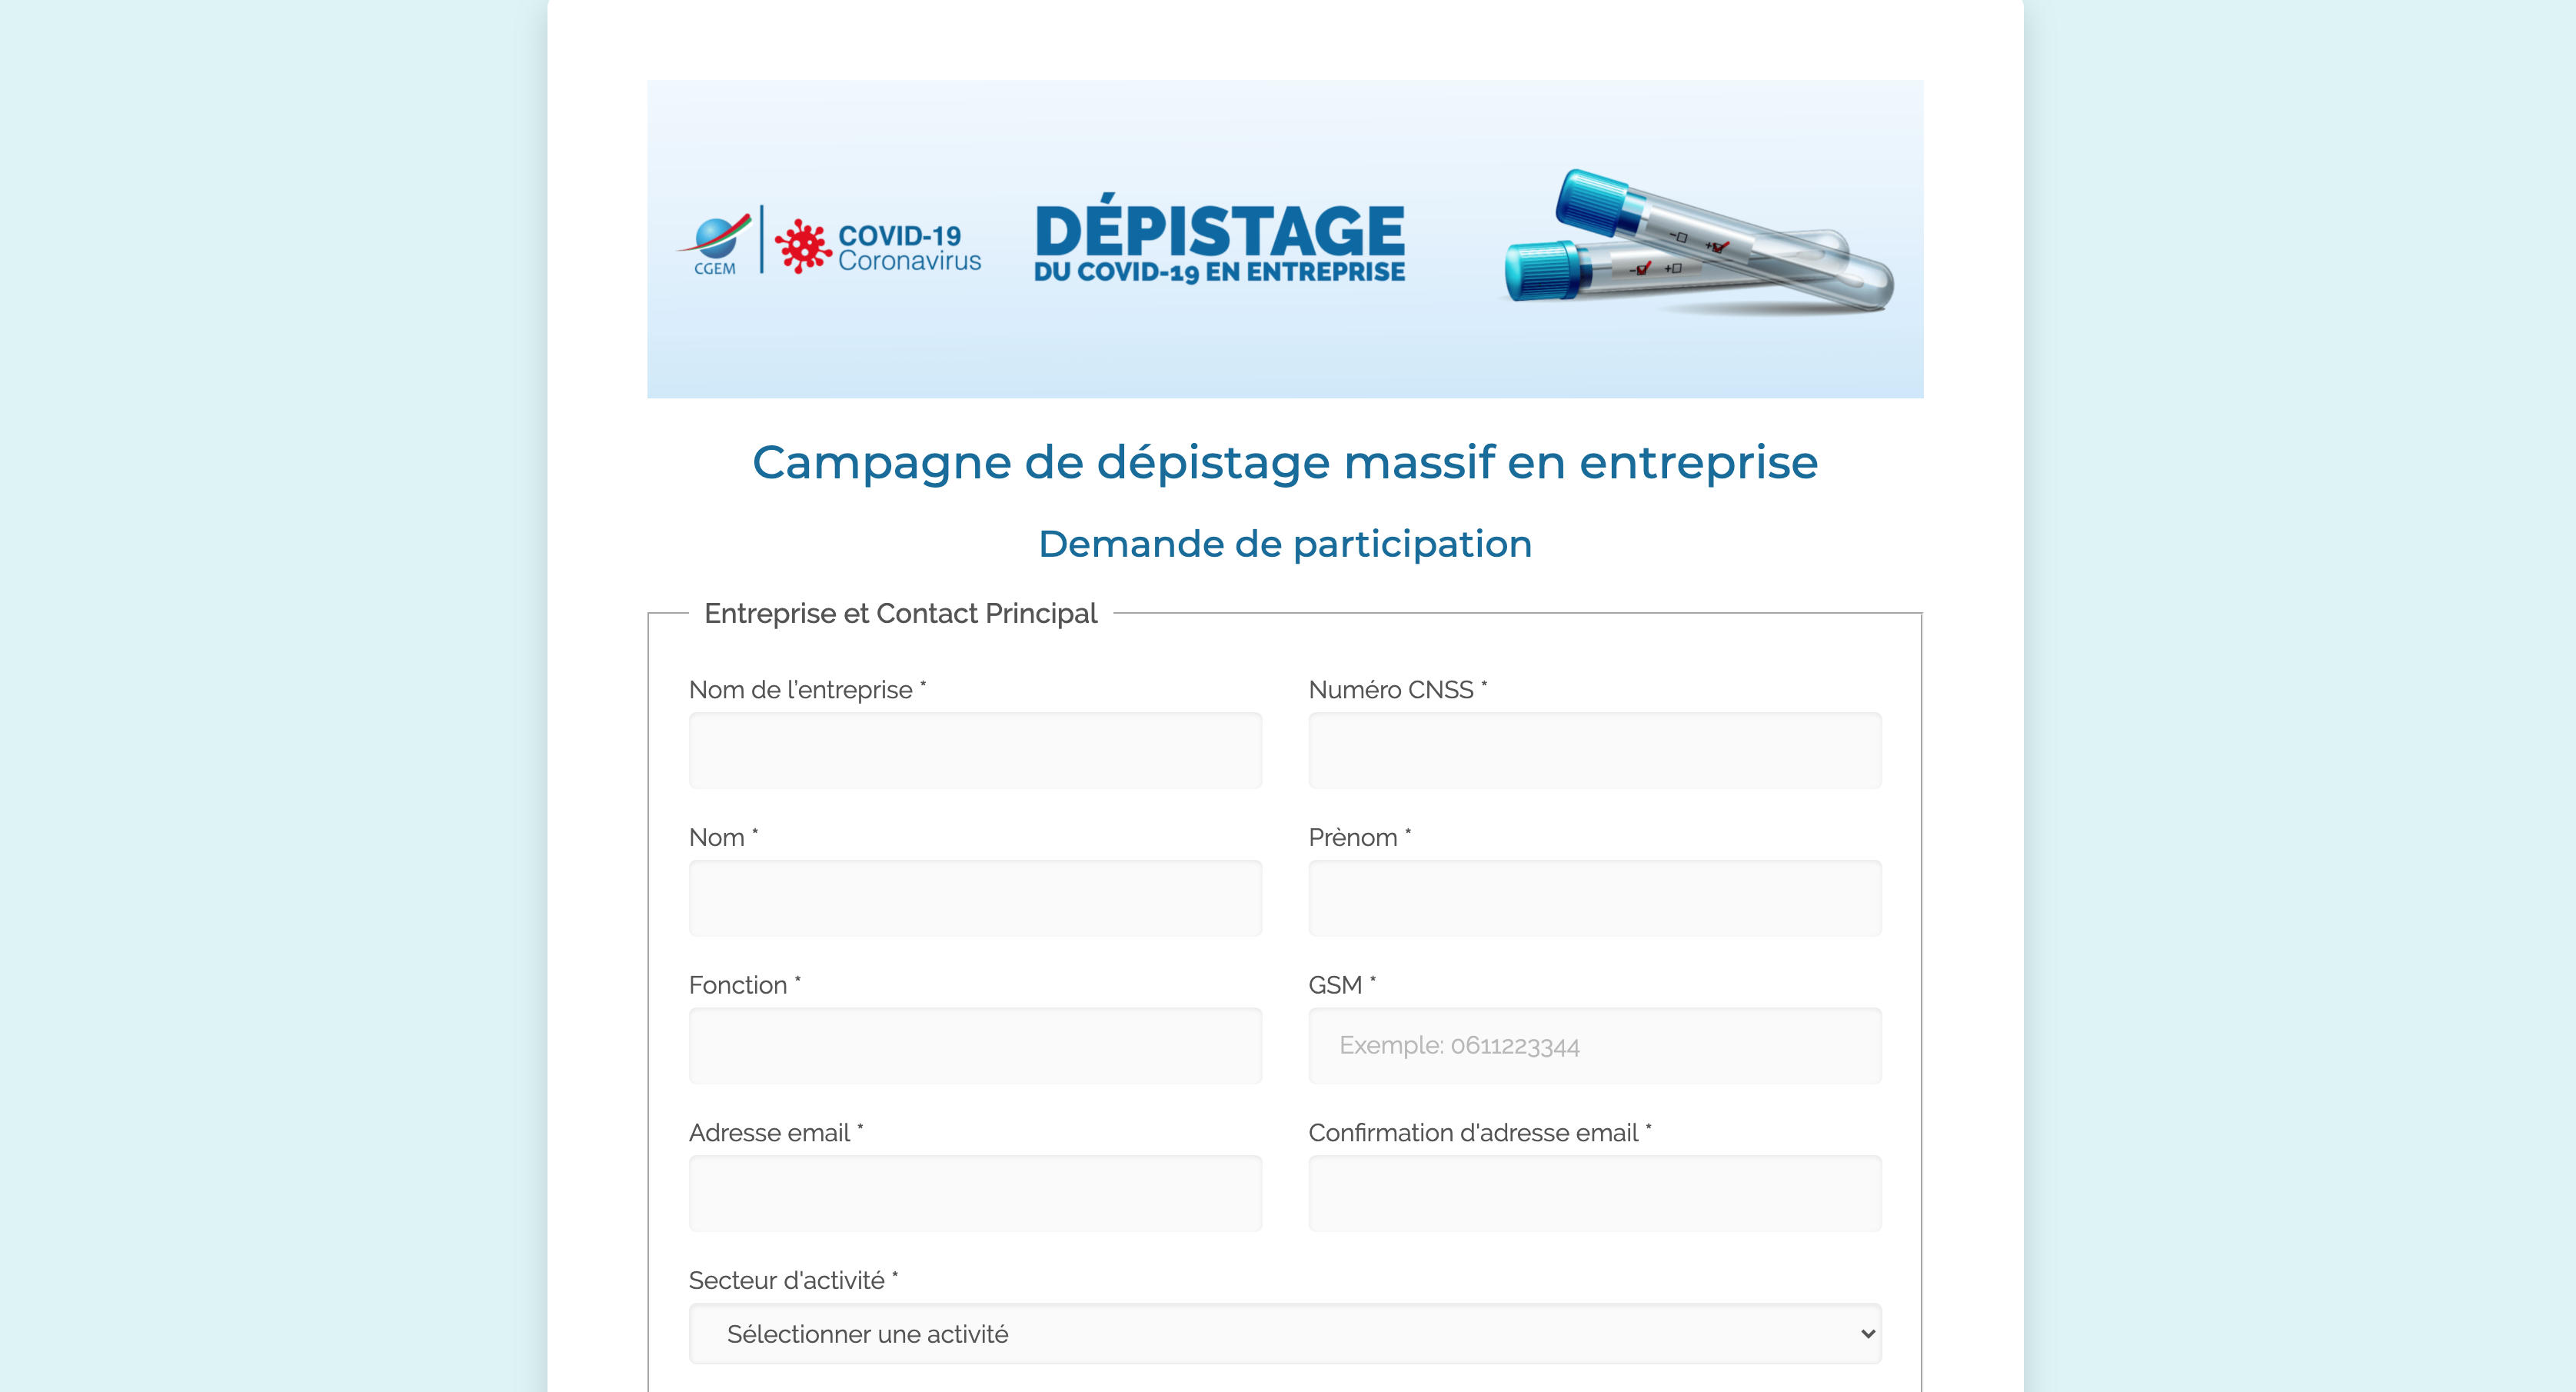 CGEM
COVID-19
Coronavirus
DÉPISTAGE
DU COVID-19 EN ENTREPRISE
- +
- +
Campagne de dépistage massif en entreprise
Demande de participation
Entreprise et Contact Principal
Nom de l'entreprise *
Numéro CNSS *
Nom *
Prènom *
Fonction *
GSM *
Exemple: 0611223344
Adresse email *
Confirmation d'adresse email *
Secteur d'activité *
Sélectionner une activité